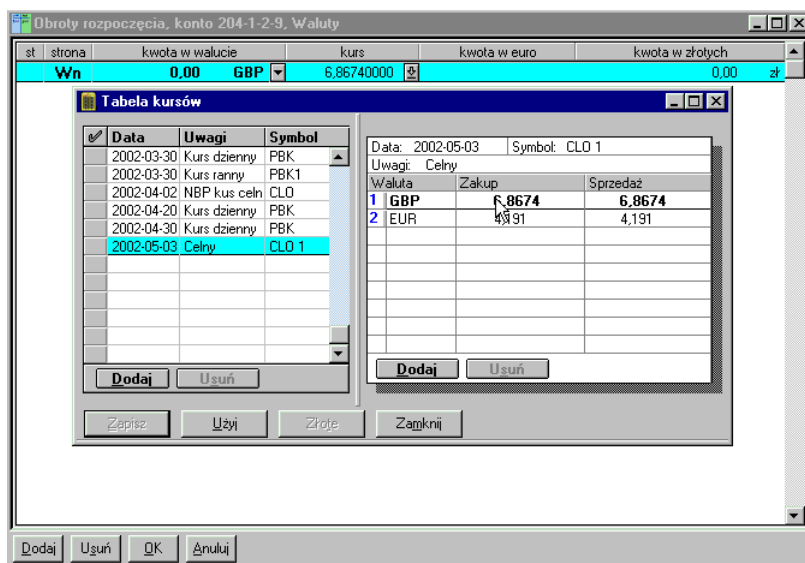 Obroty rozpoczęcia, konto 204-1-2-9, Waluty
st strona kwota w walucie kurs kwota w euro kwota w złotych
Wn 0,00 GBP 6,86740000 0,00 zł
Tabela kursów
Data Uwagi Symbol
2002-03-30 Kurs dzienny PBK
2002-03-30 Kurs ranny PBK1
2002-04-02 NBP kus celn CLO
2002-04-20 Kurs dzienny PBK
2002-04-30 Kurs dzienny PBK
2002-05-03 Celny CLO 1
Dodaj Usuń
Data: 2002-05-03 Symbol: CLO 1
Uwagi: Celny
Waluta Zakup Sprzedaż
1 GBP 6,8674 6,8674
2 EUR 4,191 4,191
Dodaj Usuń
Zapisz Użyj Złote Zamknij
Dodaj Usuń OK Anuluj